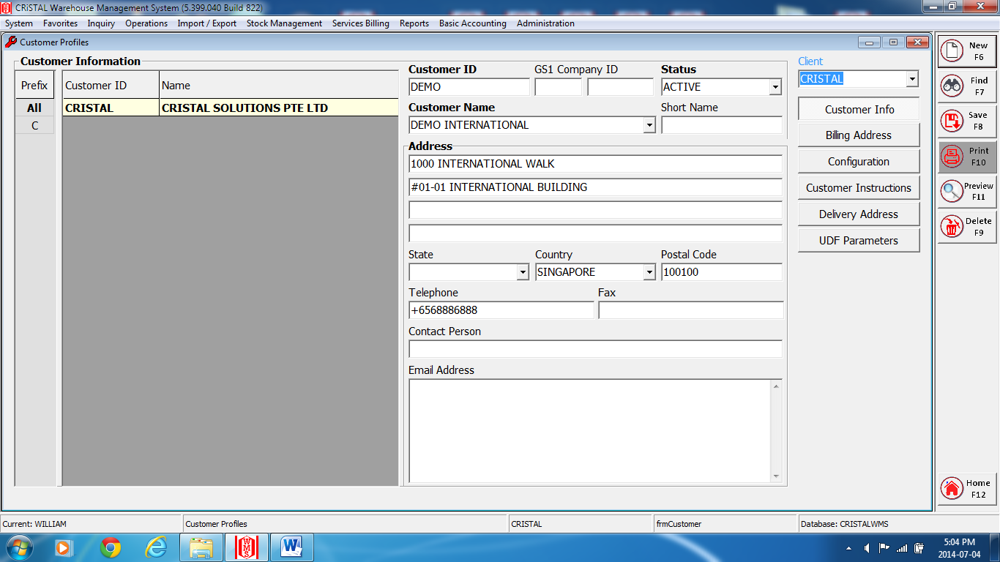 CRiSTAL Warehouse Management System (5.399.040 Build 822)
System Favorites Inquiry Operations Import / Export Stock Management Services Billing Reports Basic Accounting Administration
Customer Profiles
Customer Information
Prefix Customer ID Name
All CRISTAL CRISTAL SOLUTIONS PTE LTD
C
Customer ID GS1 Company ID Status
DEMO ACTIVE
Customer Name Short Name
DEMO INTERNATIONAL
Address
1000 INTERNATIONAL WALK
#01-01 INTERNATIONAL BUILDING
State Country Postal Code
SINGAPORE 100100
Telephone Fax
+6568886888
Contact Person
Email Address
Client
CRISTAL
Customer Info
Billing Address
Configuration
Customer Instructions
Delivery Address
UDF Parameters
New
F6
Find
F7
Save
F8
Print
F10
Preview
F11
Delete
F9
Home
F12
Current: WILLIAM Customer Profiles CRISTAL frmCustomer Database: CRISTALWMS
WMS
W
5:04 PM
2014-07-04